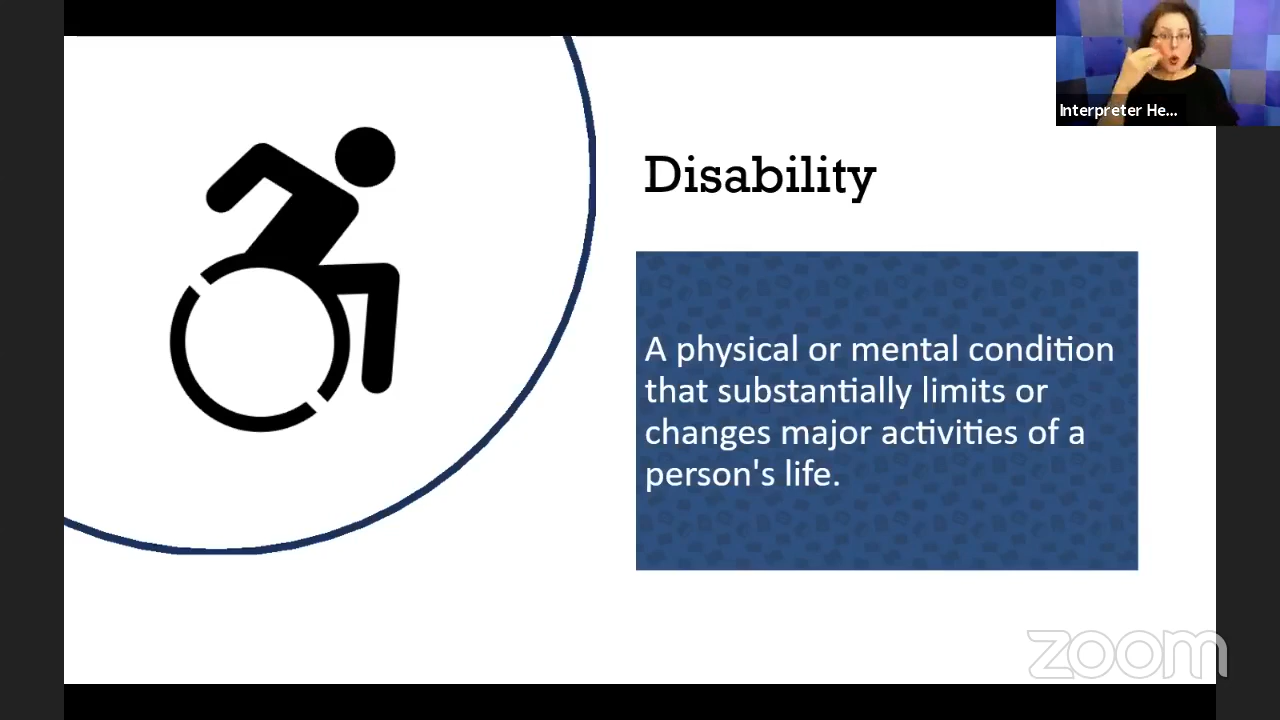 Interpreter He...
Disability
A physical or mental condition
that substantially limits or
changes major activities of a
person's life.
zoom